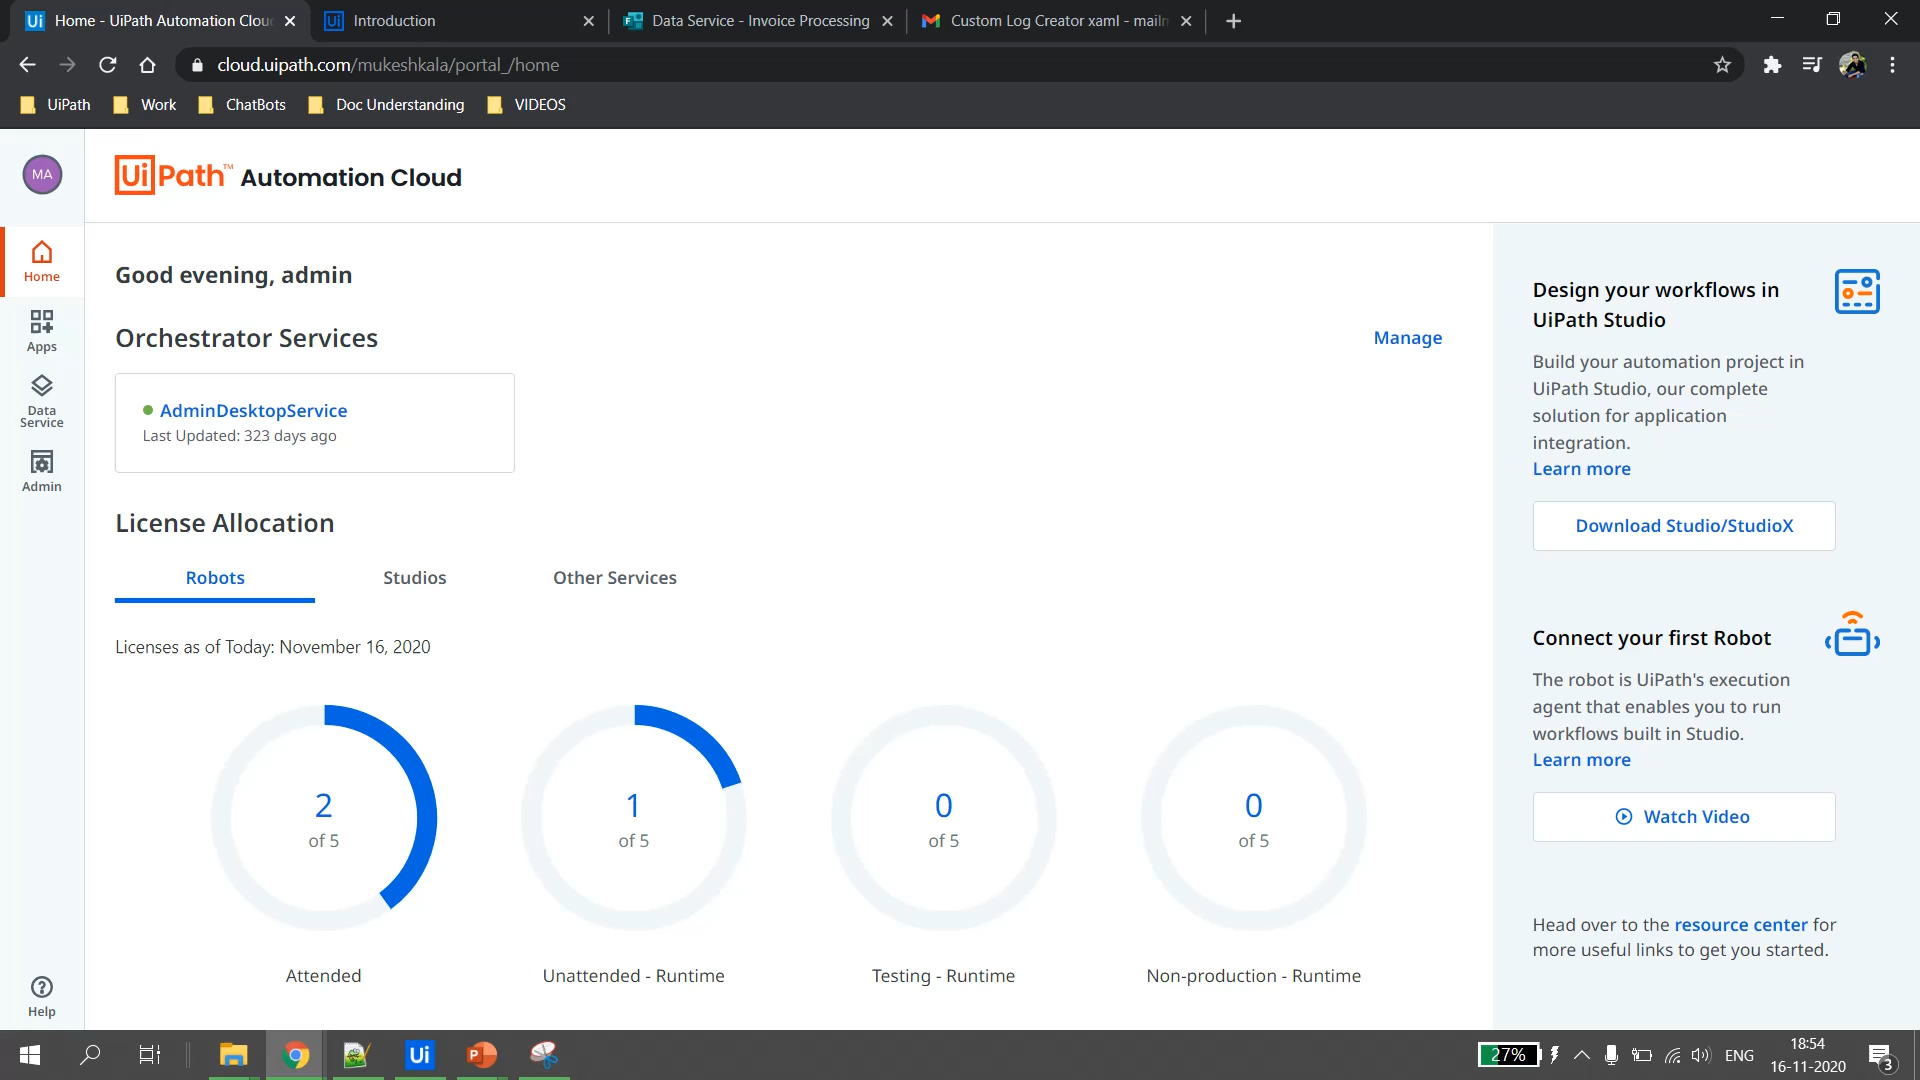 Home - UiPath Automation Clou
Introduction
Data Service - Invoice Processing
Custom Log Creator xaml - mailm
cloud.uipath.com/mukeshkala/portal_/home
UiPath
Work
ChatBots
Doc Understanding
VIDEOS
MA
UiPath™ Automation Cloud
Home
Apps
Data
Service
Admin
Help
Good evening, admin
Orchestrator Services
Manage
AdminDesktopService
Last Updated: 323 days ago
License Allocation
Robots
Studios
Other Services
Licenses as of Today: November 16, 2020
2
of 5
Attended
1
of 5
Unattended - Runtime
0
of 5
Testing - Runtime
0
of 5
Non-production - Runtime
Design your workflows in
UiPath Studio
Build your automation project in
UiPath Studio, our complete
solution for application
integration.
Learn more
Download Studio/StudioX
Connect your first Robot
The robot is UiPath's execution
agent that enables you to run
workflows built in Studio.
Learn more
Watch Video
Head over to the resource center for
more useful links to get you started.
27%
ENG
18:54
16-11-2020
3